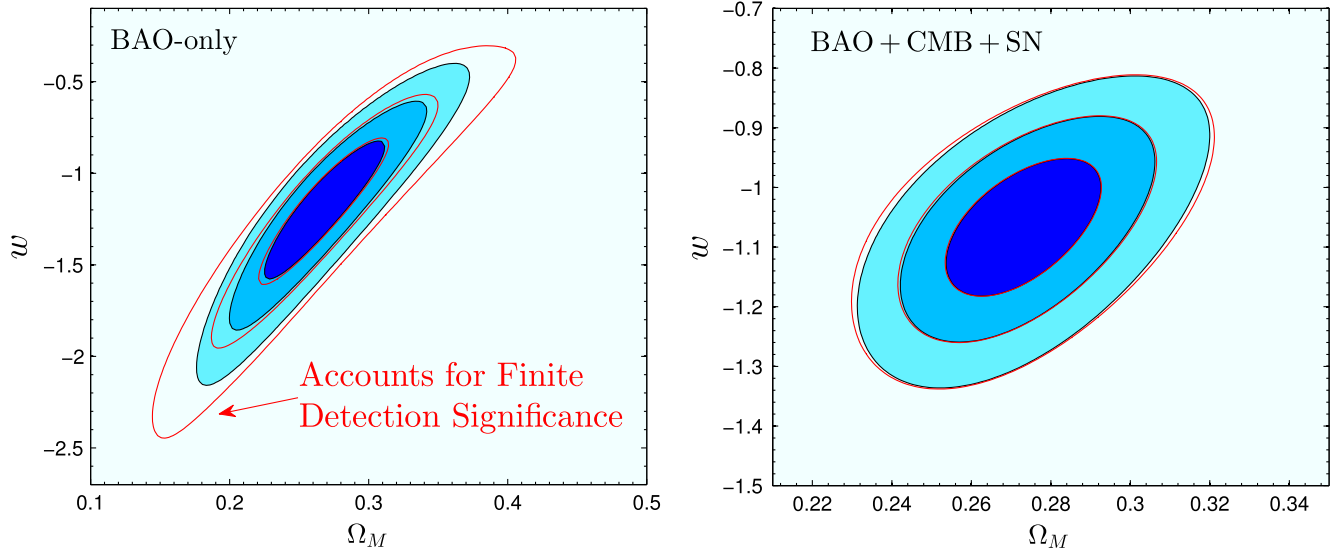 BAO-only
−0.5
−1
−1.5
−2
−2.5
w
Accounts for Finite
Detection Significance
0.1 0.2 0.3 0.4 0.5
Ω_M
BAO + CMB + SN
−0.7
−0.8
−0.9
−1
−1.1
−1.2
−1.3
−1.4
−1.5
w
0.22 0.24 0.26 0.28 0.3 0.32 0.34
Ω_M